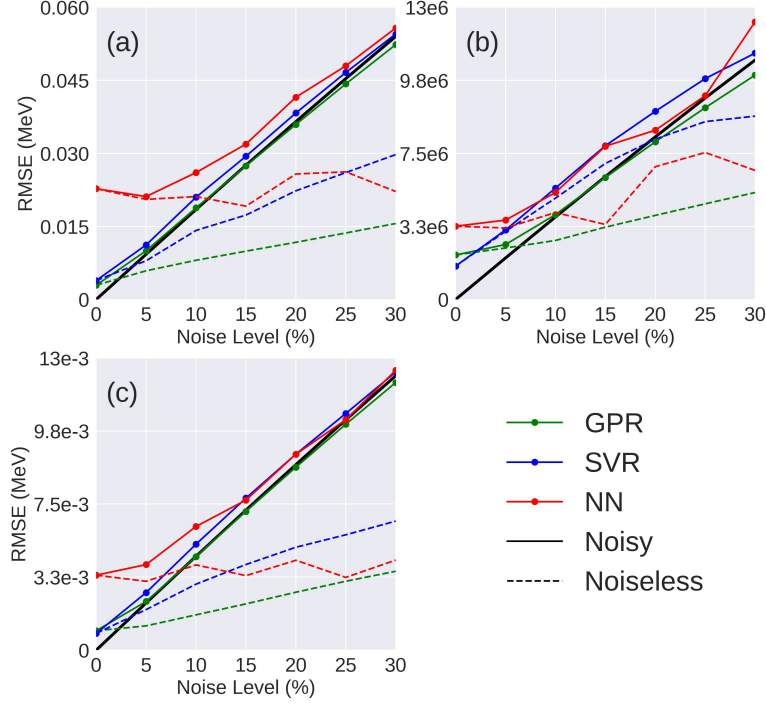 0.060
0.045
0.030
0.015
0
RMSE (MeV)
(a)
0 5 10 15 20 25 30
Noise Level (%)
13e6
9.8e6
7.5e6
3.3e6
0
(b)
0 5 10 15 20 25 30
Noise Level (%)
13e-3
9.8e-3
7.5e-3
3.3e-3
0
RMSE (MeV)
(c)
0 5 10 15 20 25 30
Noise Level (%)
GPR
SVR
NN
Noisy
Noiseless